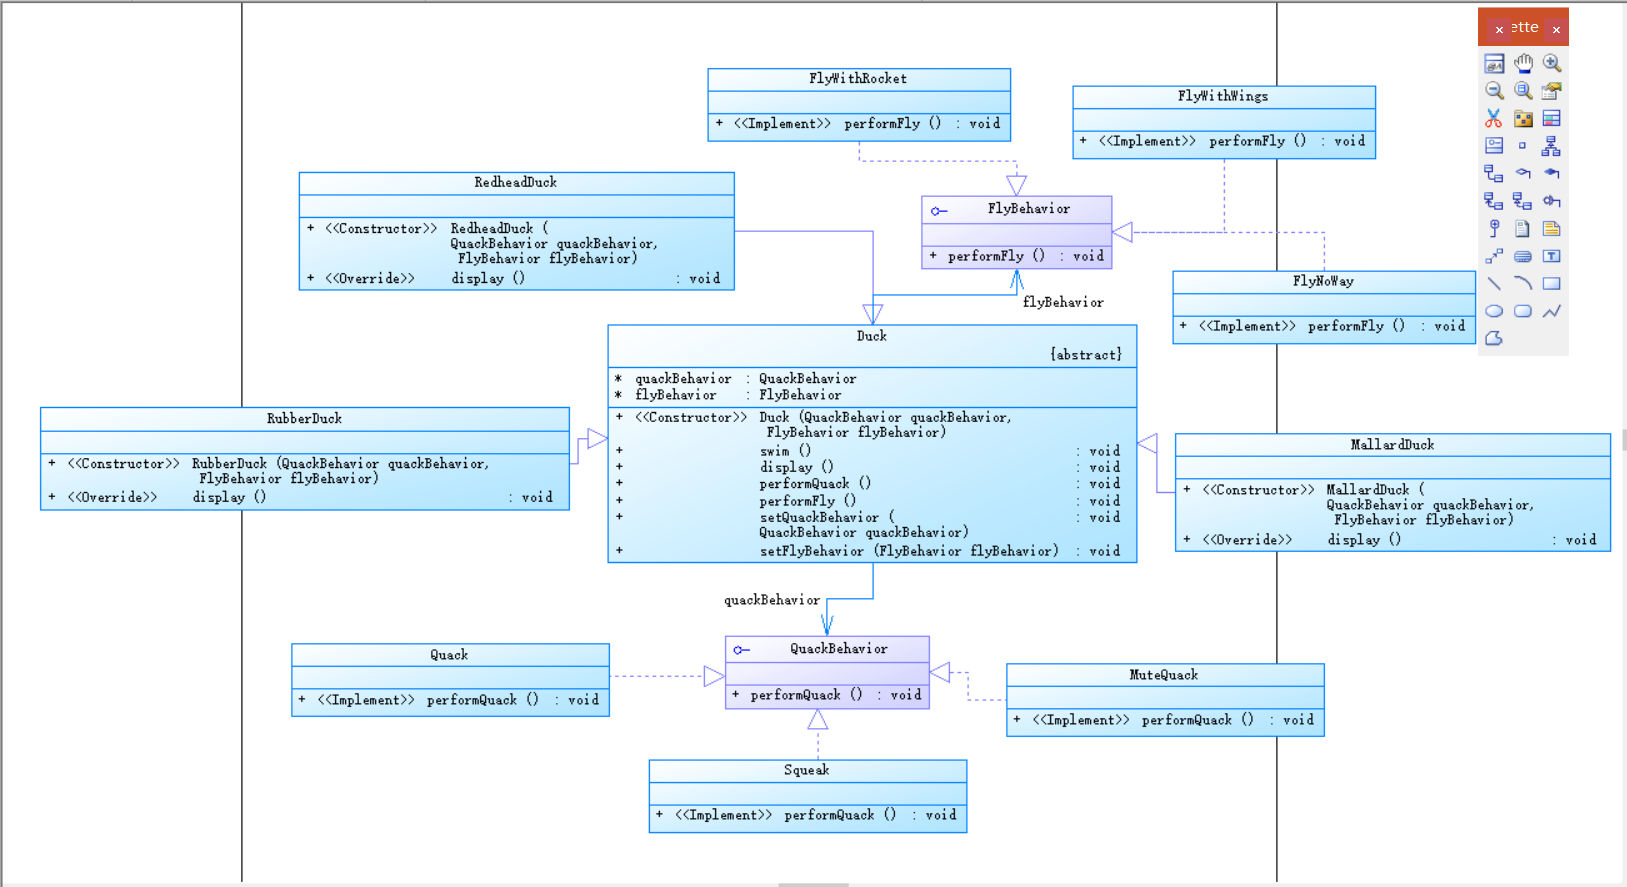 ette
FlyWithRocket
+ <<Implement>> performFly () : void
FlyWithWings
+ <<Implement>> performFly () : void
RedheadDuck
+ <<Constructor>> RedheadDuck (
QuackBehavior quackBehavior,
FlyBehavior flyBehavior)
+ <<Override>> display () : void
FlyBehavior
+ performFly () : void
flyBehavior
FlyNoWay
+ <<Implement>> performFly () : void
Duck
{abstract}
* quackBehavior : QuackBehavior
* flyBehavior : FlyBehavior
+ <<Constructor>> Duck (QuackBehavior quackBehavior,
FlyBehavior flyBehavior)
+ swim () : void
+ display () : void
+ performQuack () : void
+ performFly () : void
+ setQuackBehavior ( : void
QuackBehavior quackBehavior)
+ setFlyBehavior (FlyBehavior flyBehavior) : void
RubberDuck
+ <<Constructor>> RubberDuck (QuackBehavior quackBehavior,
FlyBehavior flyBehavior)
+ <<Override>> display () : void
MallardDuck
+ <<Constructor>> MallardDuck (
QuackBehavior quackBehavior,
FlyBehavior flyBehavior)
+ <<Override>> display () : void
quackBehavior
Quack
+ <<Implement>> performQuack () : void
QuackBehavior
+ performQuack () : void
MuteQuack
+ <<Implement>> performQuack () : void
Squeak
+ <<Implement>> performQuack () : void